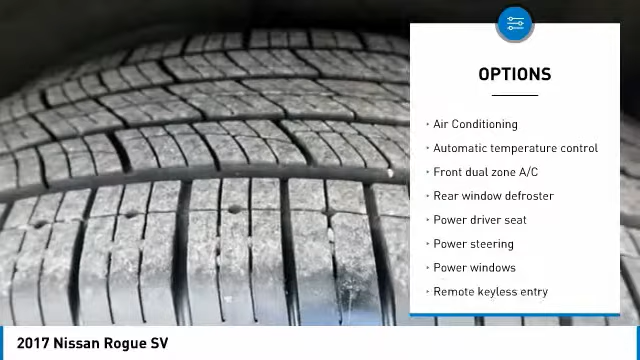 OPTIONS
Air Conditioning
Automatic temperature control
Front dual zone A/C
Rear window defroster
Power driver seat
Power steering
Power windows
Remote keyless entry
2017 Nissan Rogue SV